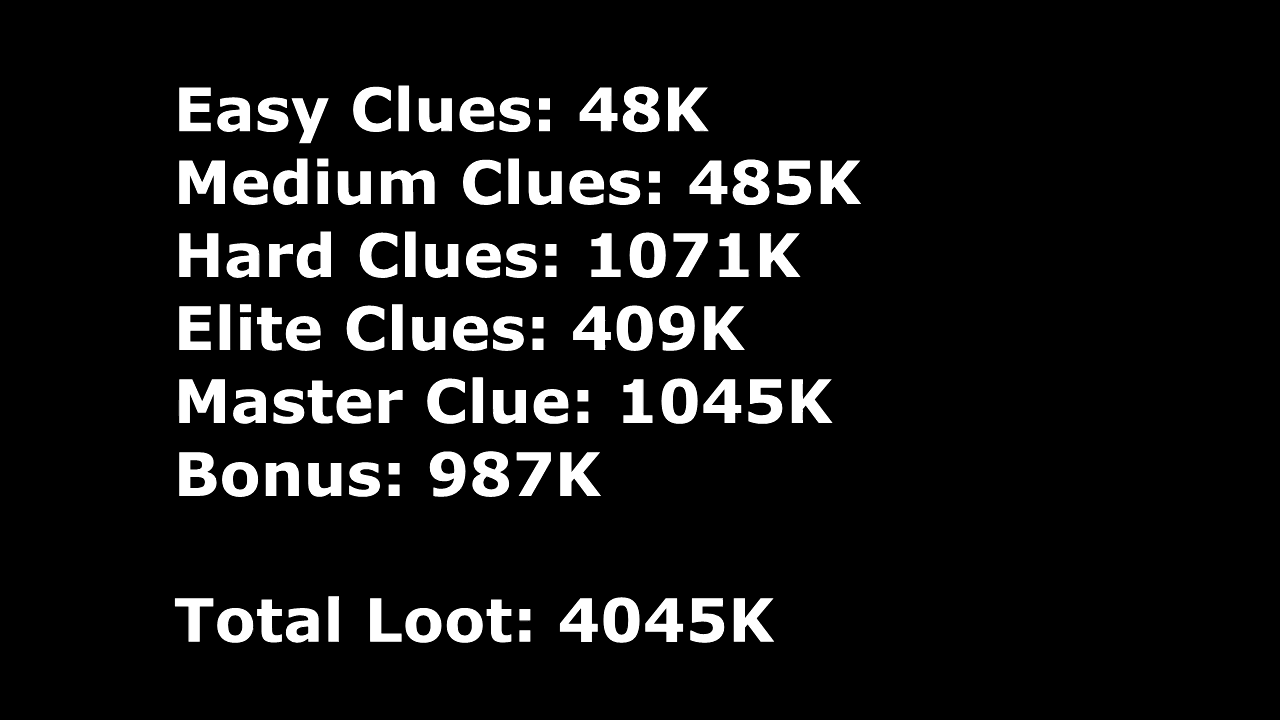 Easy Clues: 48K
Medium Clues: 485K
Hard Clues: 1071K
Elite Clues: 409K
Master Clue: 1045K
Bonus: 987K
Total Loot: 4045K